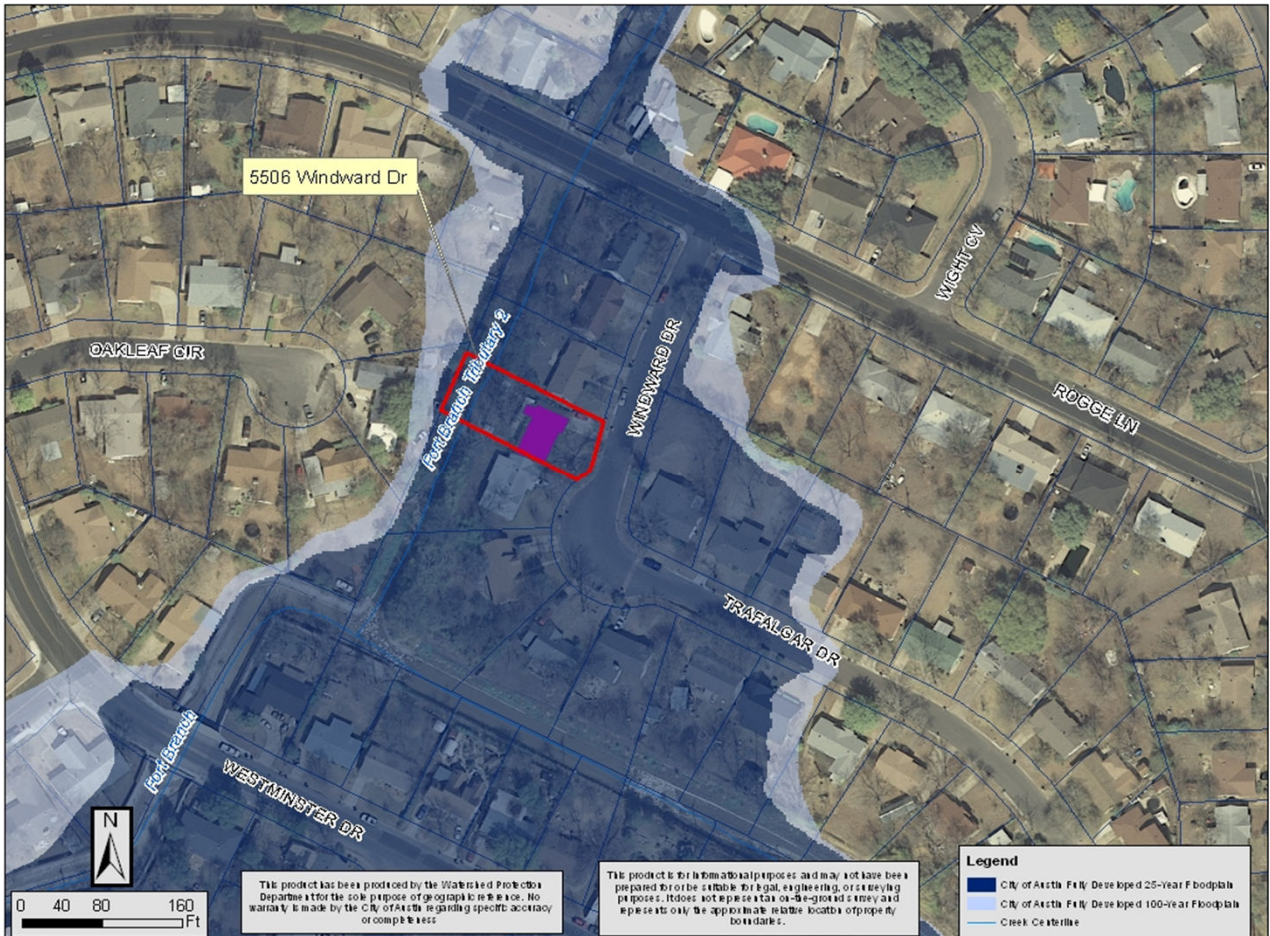 5506 Windward Dr
WIGHT CV
OAKLEAF CIR
Fort Branch Tributary 2
WINDWARD DR
ROGGE LN
TRAFALGAR DR
Fort Branch
WESTMINSTER DR
N
0 40 80 160
Ft
This product has been produced by the Watershed Protection
Department for the sole purpose of geographic reference. No
warranty is made by the City of Austin regarding specific accuracy
or completeness
This product is for informational purposes and may not have been
prepared for or be suitable for legal, engineering, or surveying
purposes. It does not represent an on-the-ground survey and
represents only the approximate relative location of property
boundaries.
Legend
City of Austin Fully Developed 25-Year Floodplain
City of Austin Fully Developed 100-Year Floodplain
Creek Centerline